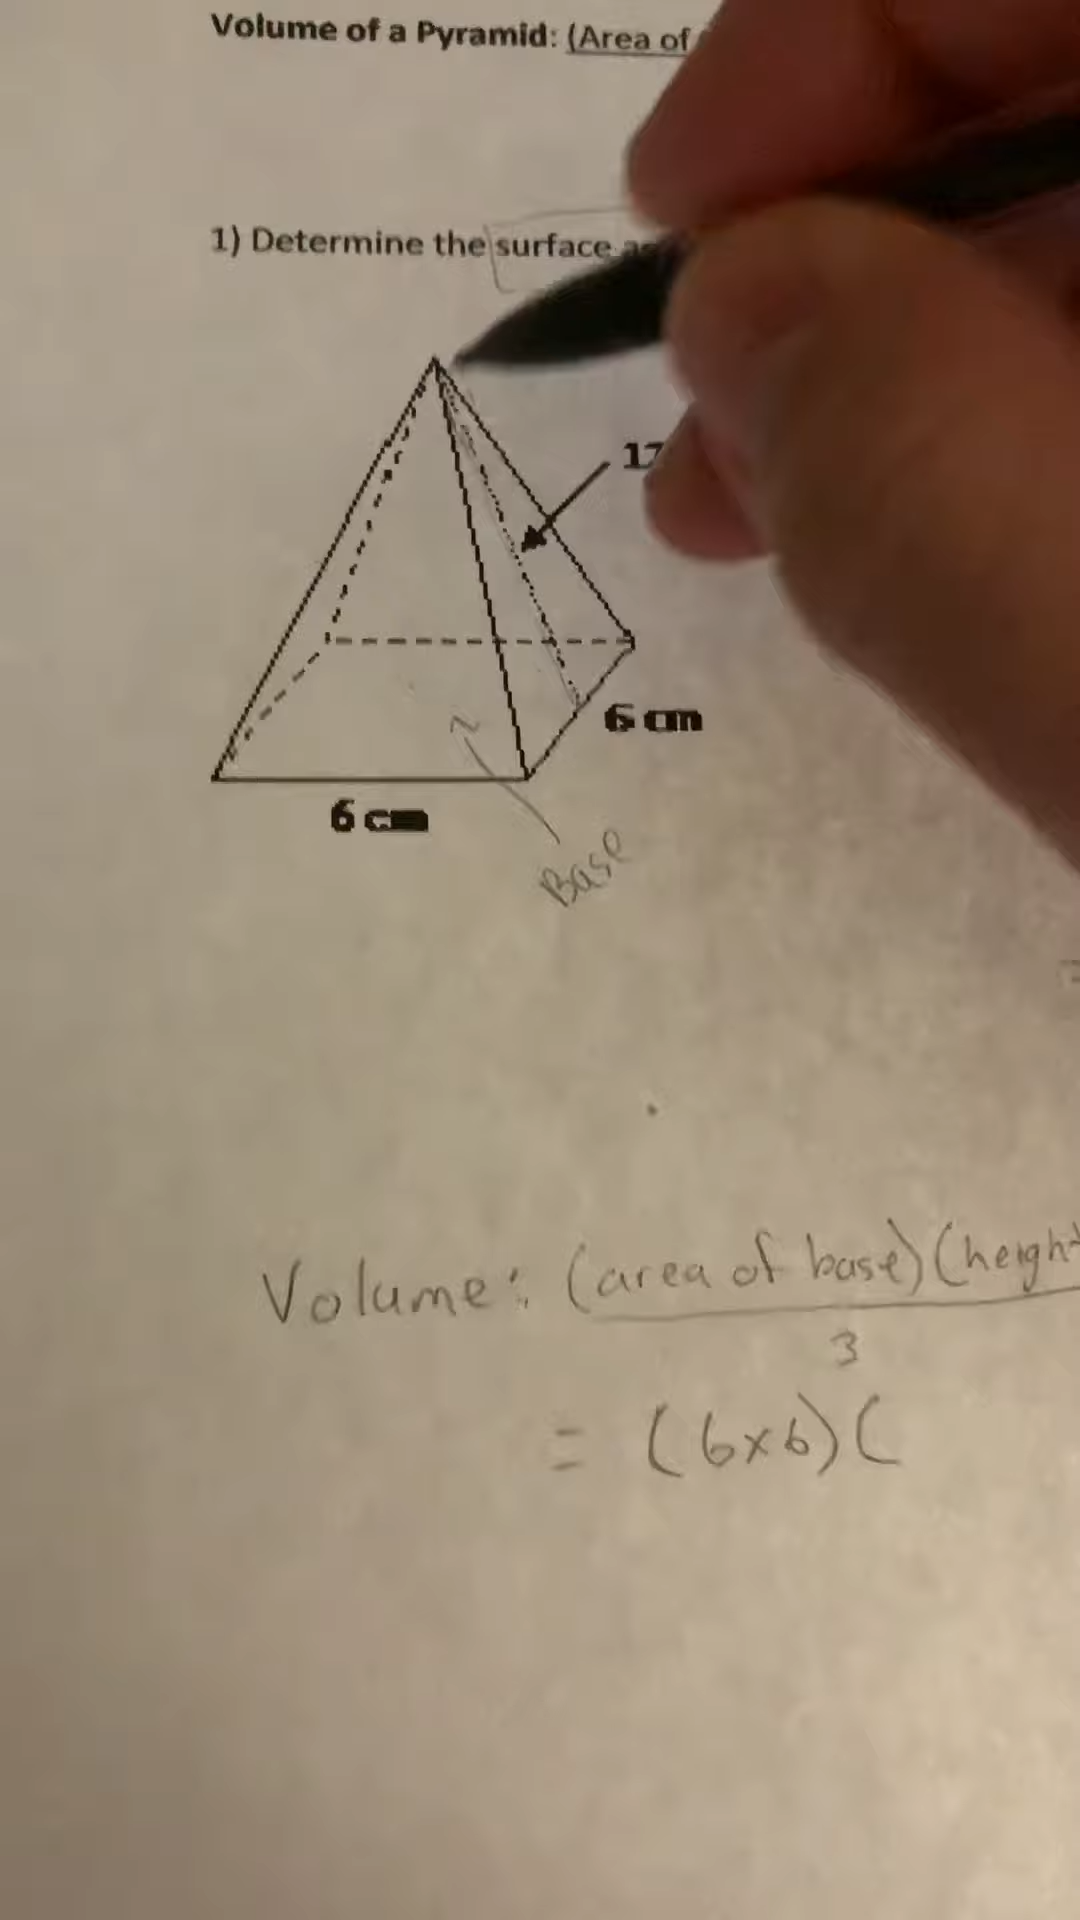 Volume of a Pyramid: (Area of
1) Determine the surface
6 cm
6 cm
Base
Volume: (area of base)(height
3
= (6x6)(